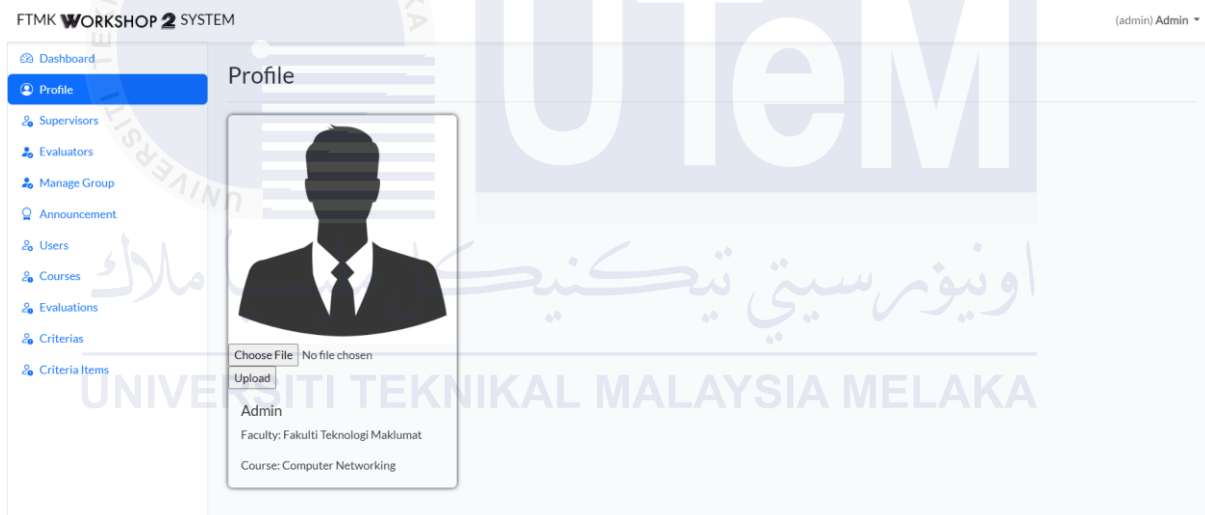 FTMK WORKSHOP 2 SYSTEM
(admin) Admin
Dashboard
Profile
Supervisors
Evaluators
Manage Group
Announcement
Users
Courses
Evaluations
Criterias
Criteria Items
Profile
Choose File No file chosen
Upload
Admin
Faculty: Fakulti Teknologi Maklumat
Course: Computer Networking
UTeM
اونيۏرسيتي تيكنيكل مليسيا ملاك
UNIVERSITI TEKNIKAL MALAYSIA MELAKA